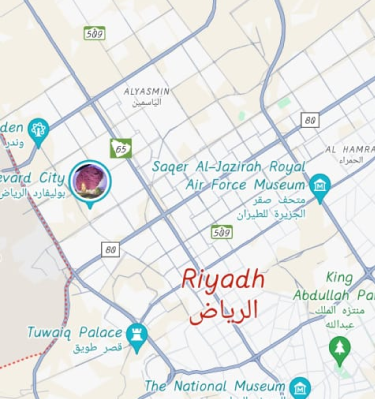 509
ALYASMIN
الياسمين
80
den
وندر
AL HAMRA
الحمراء
65
Saqer Al-Jazirah Royal
Air Force Museum
متحف صقر
الجزيرة للطيران
evard City
بوليفارد الرياض
509
80
Riyadh
الرياض
King
Abdullah Pa
منتزه الملك
عبدالله
Tuwaiq Palace
قصر طويق
The National Museum